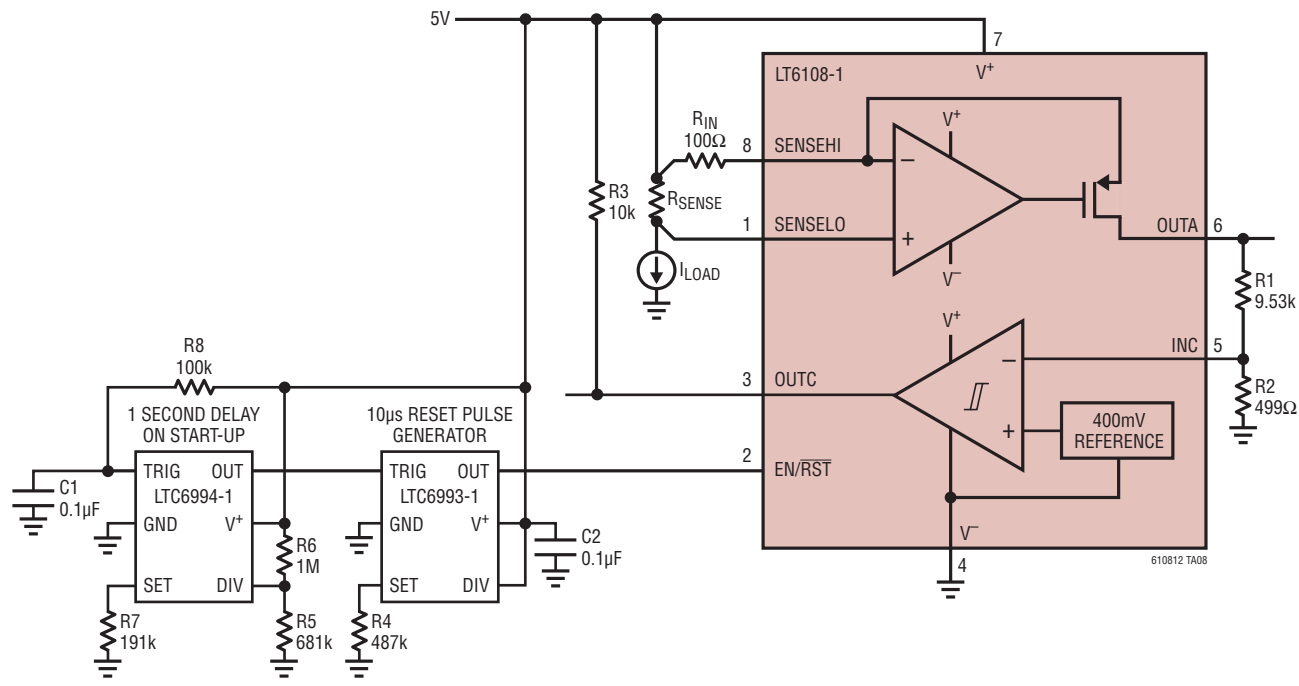 5V
7
V+
LT6108-1
RIN
100Ω
8
SENSEHI
V+
−
R3
10k
RSENSE
1
SENSELO
+
V−
OUTA
6
ILOAD
R1
9.53k
V+
−
INC
5
R8
100k
3
OUTC
R2
499Ω
+
400mV
REFERENCE
1 SECOND DELAY
ON START-UP
10µs RESET PULSE
GENERATOR
2
EN/RST
C1
0.1µF
TRIG
OUT
LTC6994-1
GND
V+
SET
DIV
TRIG
OUT
LTC6993-1
GND
V+
SET
DIV
R6
1M
C2
0.1µF
V−
4
610812 TA08
R7
191k
R5
681k
R4
487k